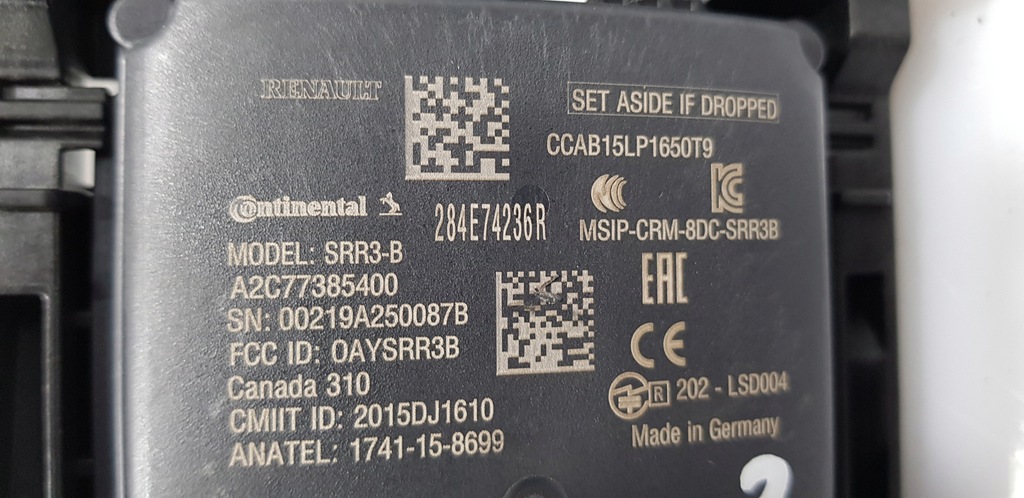 RENAULT
SET ASIDE IF DROPPED
CCAB15LP1650T9
Continental
284E74236R
MSIP-CRM-8DC-SRR3B
MODEL: SRR3-B
A2C77385400
SN: 00219A250087B
FCC ID: OAYSRR3B
Canada 310
CMIIT ID: 2015DJ1610
ANATEL: 1741-15-8699
EAC
CE
R 202 - LSD004
Made in Germany
2